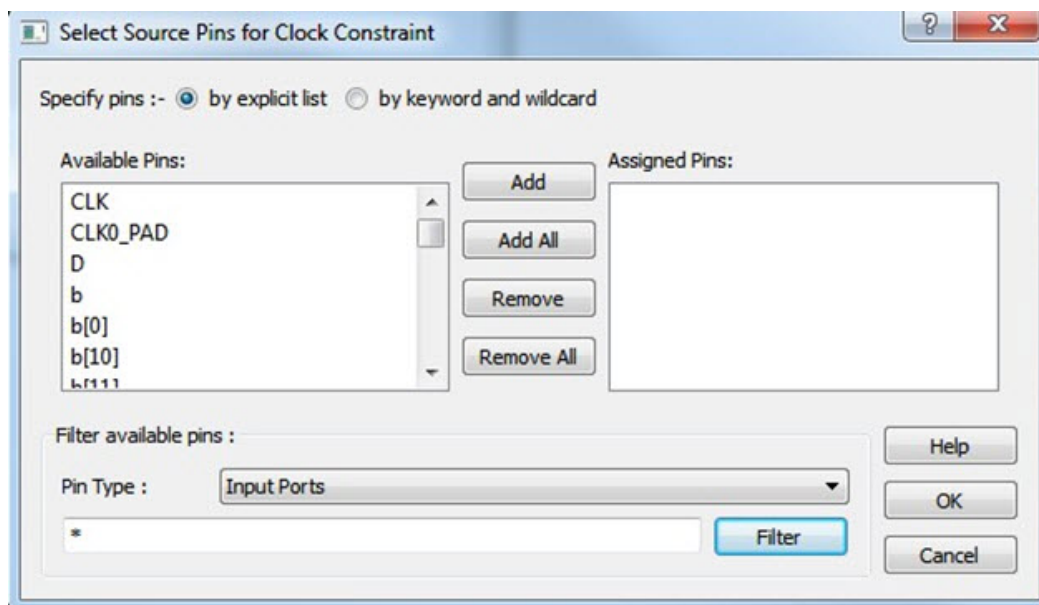 Select Source Pins for Clock Constraint
Specify pins :- by explicit list by keyword and wildcard
Available Pins:
Assigned Pins:
CLK
CLK0_PAD
D
b
b[0]
b[10]
b[11]
Add
Add All
Remove
Remove All
Filter available pins :
Pin Type : Input Ports
*
Filter
Help
OK
Cancel